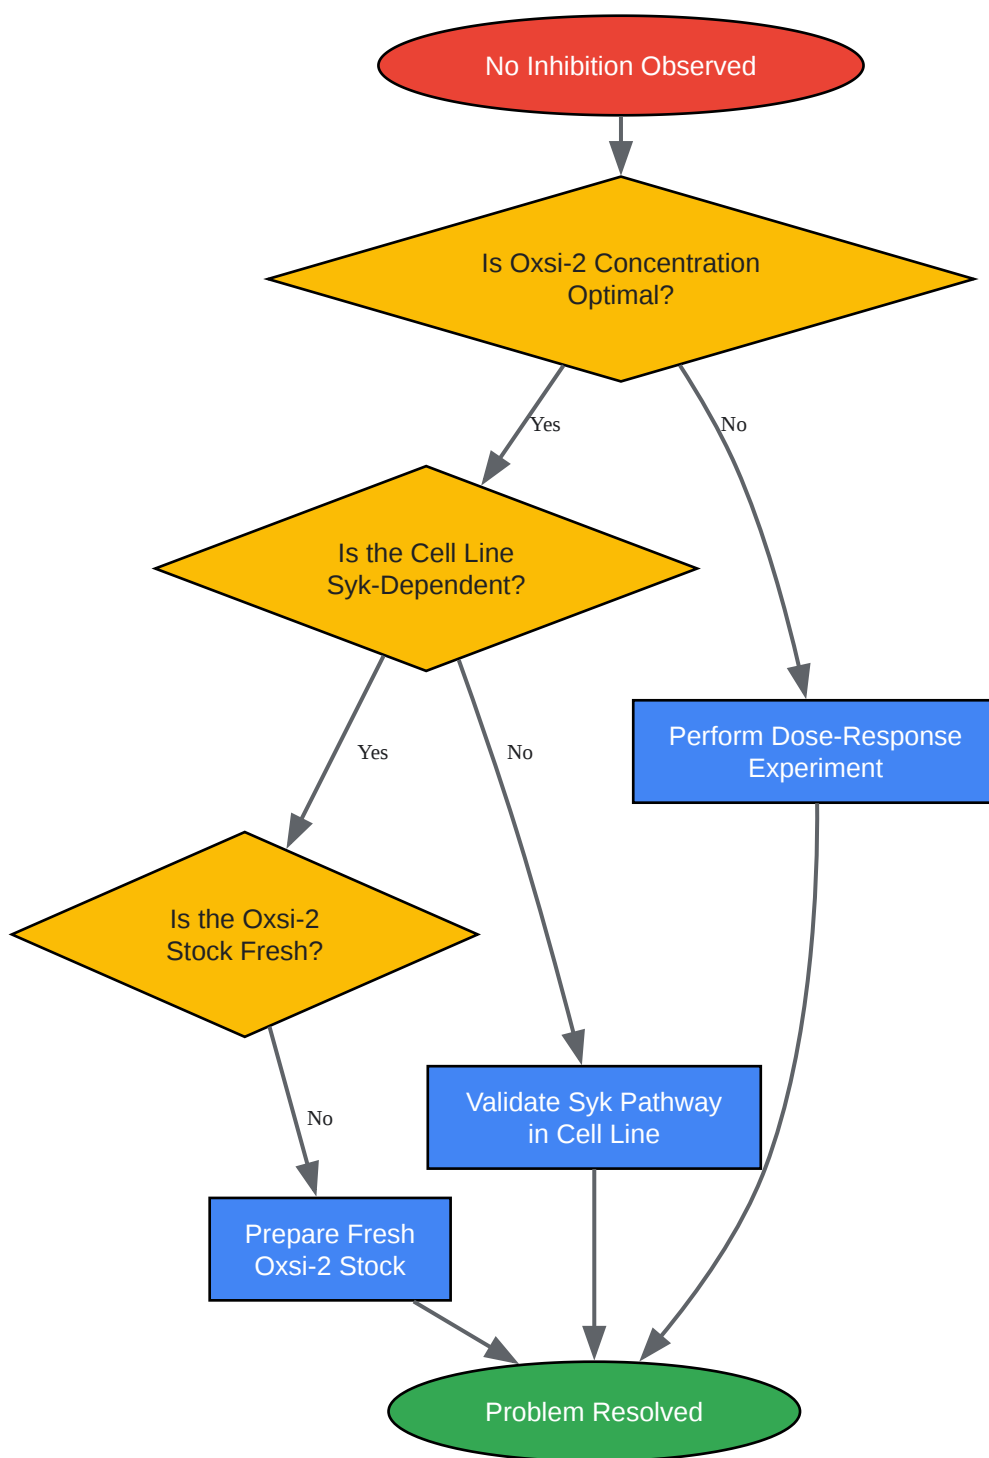 No Inhibition Observed
Is Oxsi-2 Concentration
Optimal?
Yes
No
Is the Cell Line
Syk-Dependent?
Perform Dose-Response
Experiment
Yes
No
Is the Oxsi-2
Stock Fresh?
Validate Syk Pathway
in Cell Line
No
Prepare Fresh
Oxsi-2 Stock
Problem Resolved